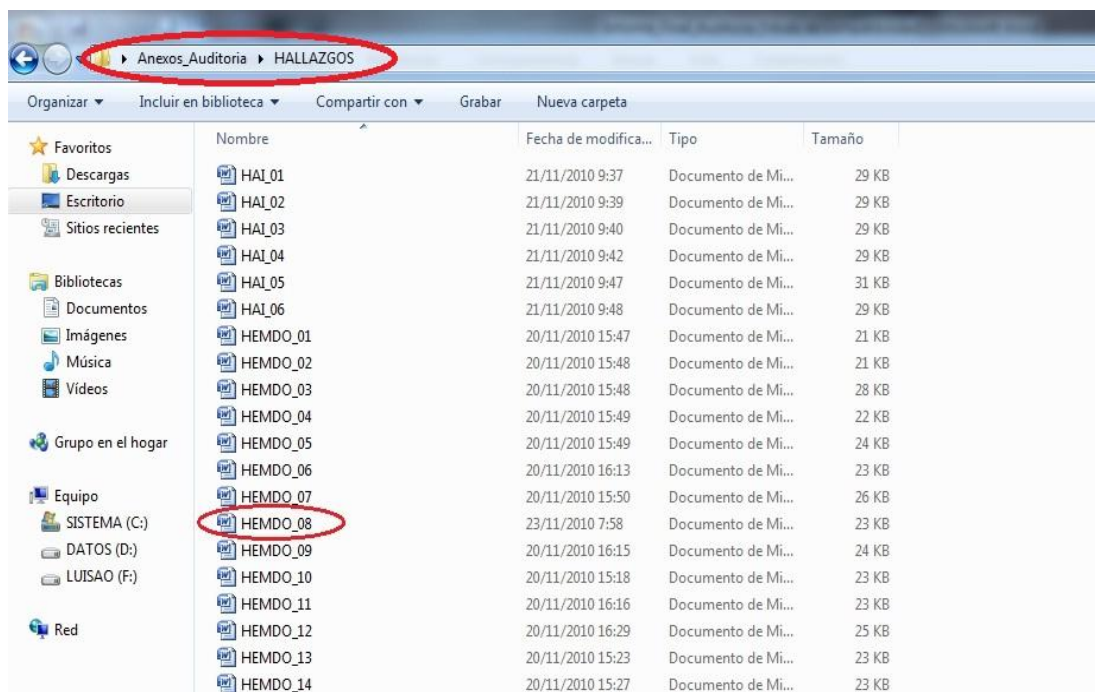 Anexos_Auditoria HALLAZGOS
Organizar Incluir en biblioteca Compartir con Grabar Nueva carpeta
Favoritos
Descargas
Escritorio
Sitios recientes
Bibliotecas
Documentos
Imágenes
Música
Vídeos
Grupo en el hogar
Equipo
SISTEMA (C:)
DATOS (D:)
LUISAO (F:)
Red
Nombre Fecha de modifica... Tipo Tamaño
HAI_01 21/11/2010 9:37 Documento de Mi... 29 KB
HAI_02 21/11/2010 9:39 Documento de Mi... 29 KB
HAI_03 21/11/2010 9:40 Documento de Mi... 29 KB
HAI_04 21/11/2010 9:42 Documento de Mi... 29 KB
HAI_05 21/11/2010 9:47 Documento de Mi... 31 KB
HAI_06 21/11/2010 9:48 Documento de Mi... 29 KB
HEMDO_01 20/11/2010 15:47 Documento de Mi... 21 KB
HEMDO_02 20/11/2010 15:48 Documento de Mi... 21 KB
HEMDO_03 20/11/2010 15:48 Documento de Mi... 28 KB
HEMDO_04 20/11/2010 15:49 Documento de Mi... 22 KB
HEMDO_05 20/11/2010 15:49 Documento de Mi... 24 KB
HEMDO_06 20/11/2010 16:13 Documento de Mi... 23 KB
HEMDO_07 20/11/2010 15:50 Documento de Mi... 26 KB
HEMDO_08 23/11/2010 7:58 Documento de Mi... 23 KB
HEMDO_09 20/11/2010 16:15 Documento de Mi... 24 KB
HEMDO_10 20/11/2010 15:18 Documento de Mi... 23 KB
HEMDO_11 20/11/2010 16:16 Documento de Mi... 23 KB
HEMDO_12 20/11/2010 16:29 Documento de Mi... 25 KB
HEMDO_13 20/11/2010 15:23 Documento de Mi... 23 KB
HEMDO_14 20/11/2010 15:27 Documento de Mi... 23 KB